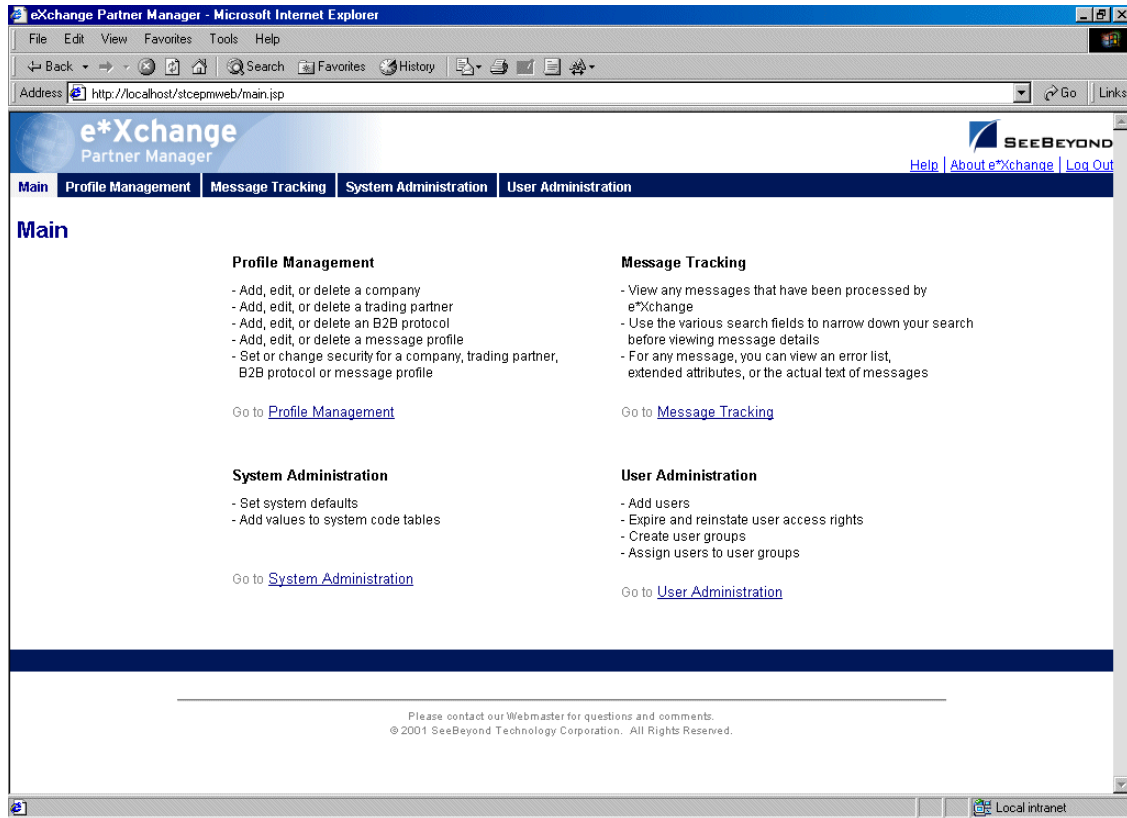 eXchange Partner Manager - Microsoft Internet Explorer
File Edit View Favorites Tools Help
Back Search Favorites History
Address http://localhost/stcepmweb/main.jsp Go Links
e*Xchange
Partner Manager
SEEBEYOND
Help | About e*Xchange | Log Out
Main Profile Management Message Tracking System Administration User Administration
Main
Profile Management
- Add, edit, or delete a company
- Add, edit, or delete a trading partner
- Add, edit, or delete an B2B protocol
- Add, edit, or delete a message profile
- Set or change security for a company, trading partner,
B2B protocol or message profile
Go to Profile Management
Message Tracking
- View any messages that have been processed by
e*Xchange
- Use the various search fields to narrow down your search
before viewing message details
- For any message, you can view an error list,
extended attributes, or the actual text of messages
Go to Message Tracking
System Administration
- Set system defaults
- Add values to system code tables
Go to System Administration
User Administration
- Add users
- Expire and reinstate user access rights
- Create user groups
- Assign users to user groups
Go to User Administration
Please contact our Webmaster for questions and comments.
© 2001 SeeBeyond Technology Corporation. All Rights Reserved.
Local intranet